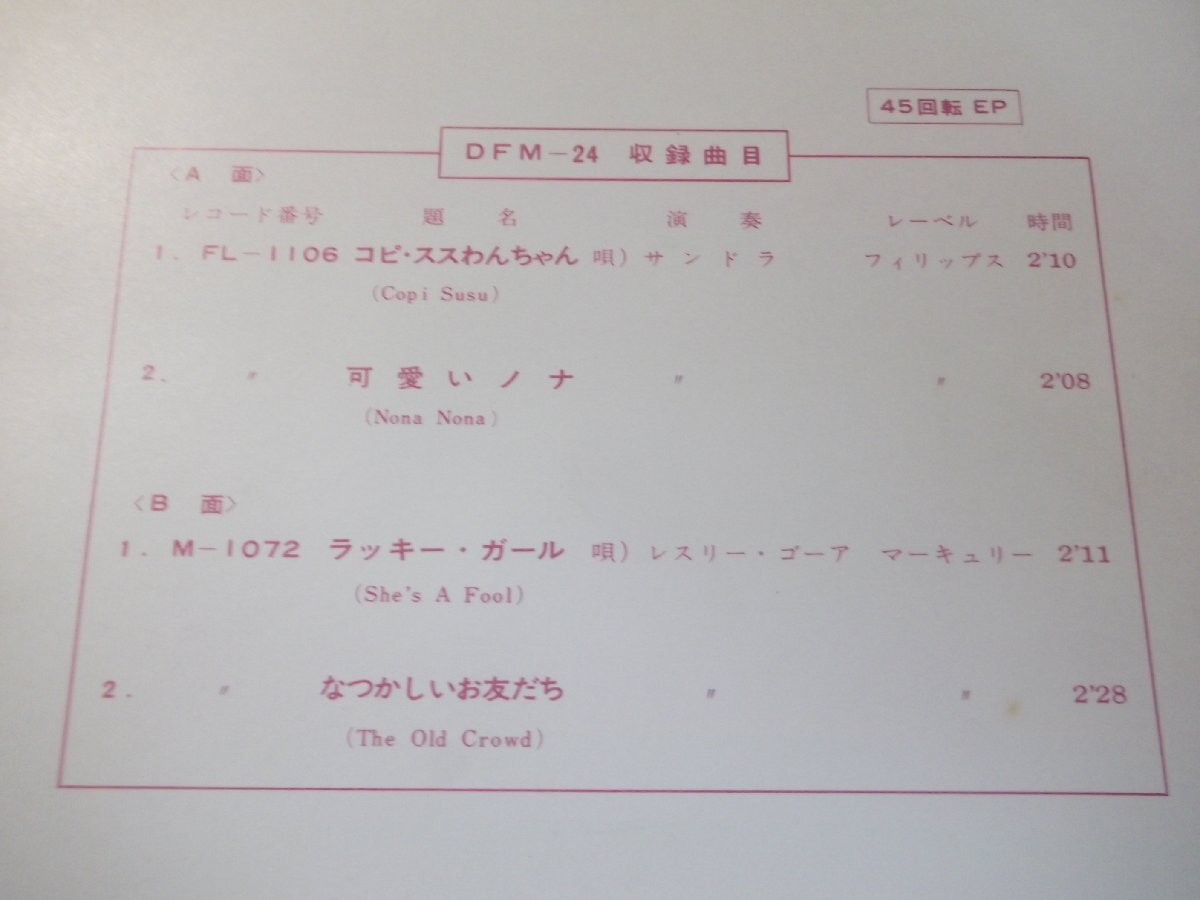 45回転 EP
DFM-24 収録曲目
〈A 面〉
レコード番号 題名 演奏 レーベル 時間
1. FL-1106 コピ・ススわんちゃん 唄)サンドラ フィリップス 2'10
(Copi Susu)
2. 〃 可愛いノナ 〃 〃 2'08
(Nona Nona)
〈B 面〉
1. M-1072 ラッキー・ガール 唄)レスリー・ゴーア マーキュリー 2'11
(She's A Fool)
2. 〃 なつかしいお友だち 〃 〃 2'28
(The Old Crowd)